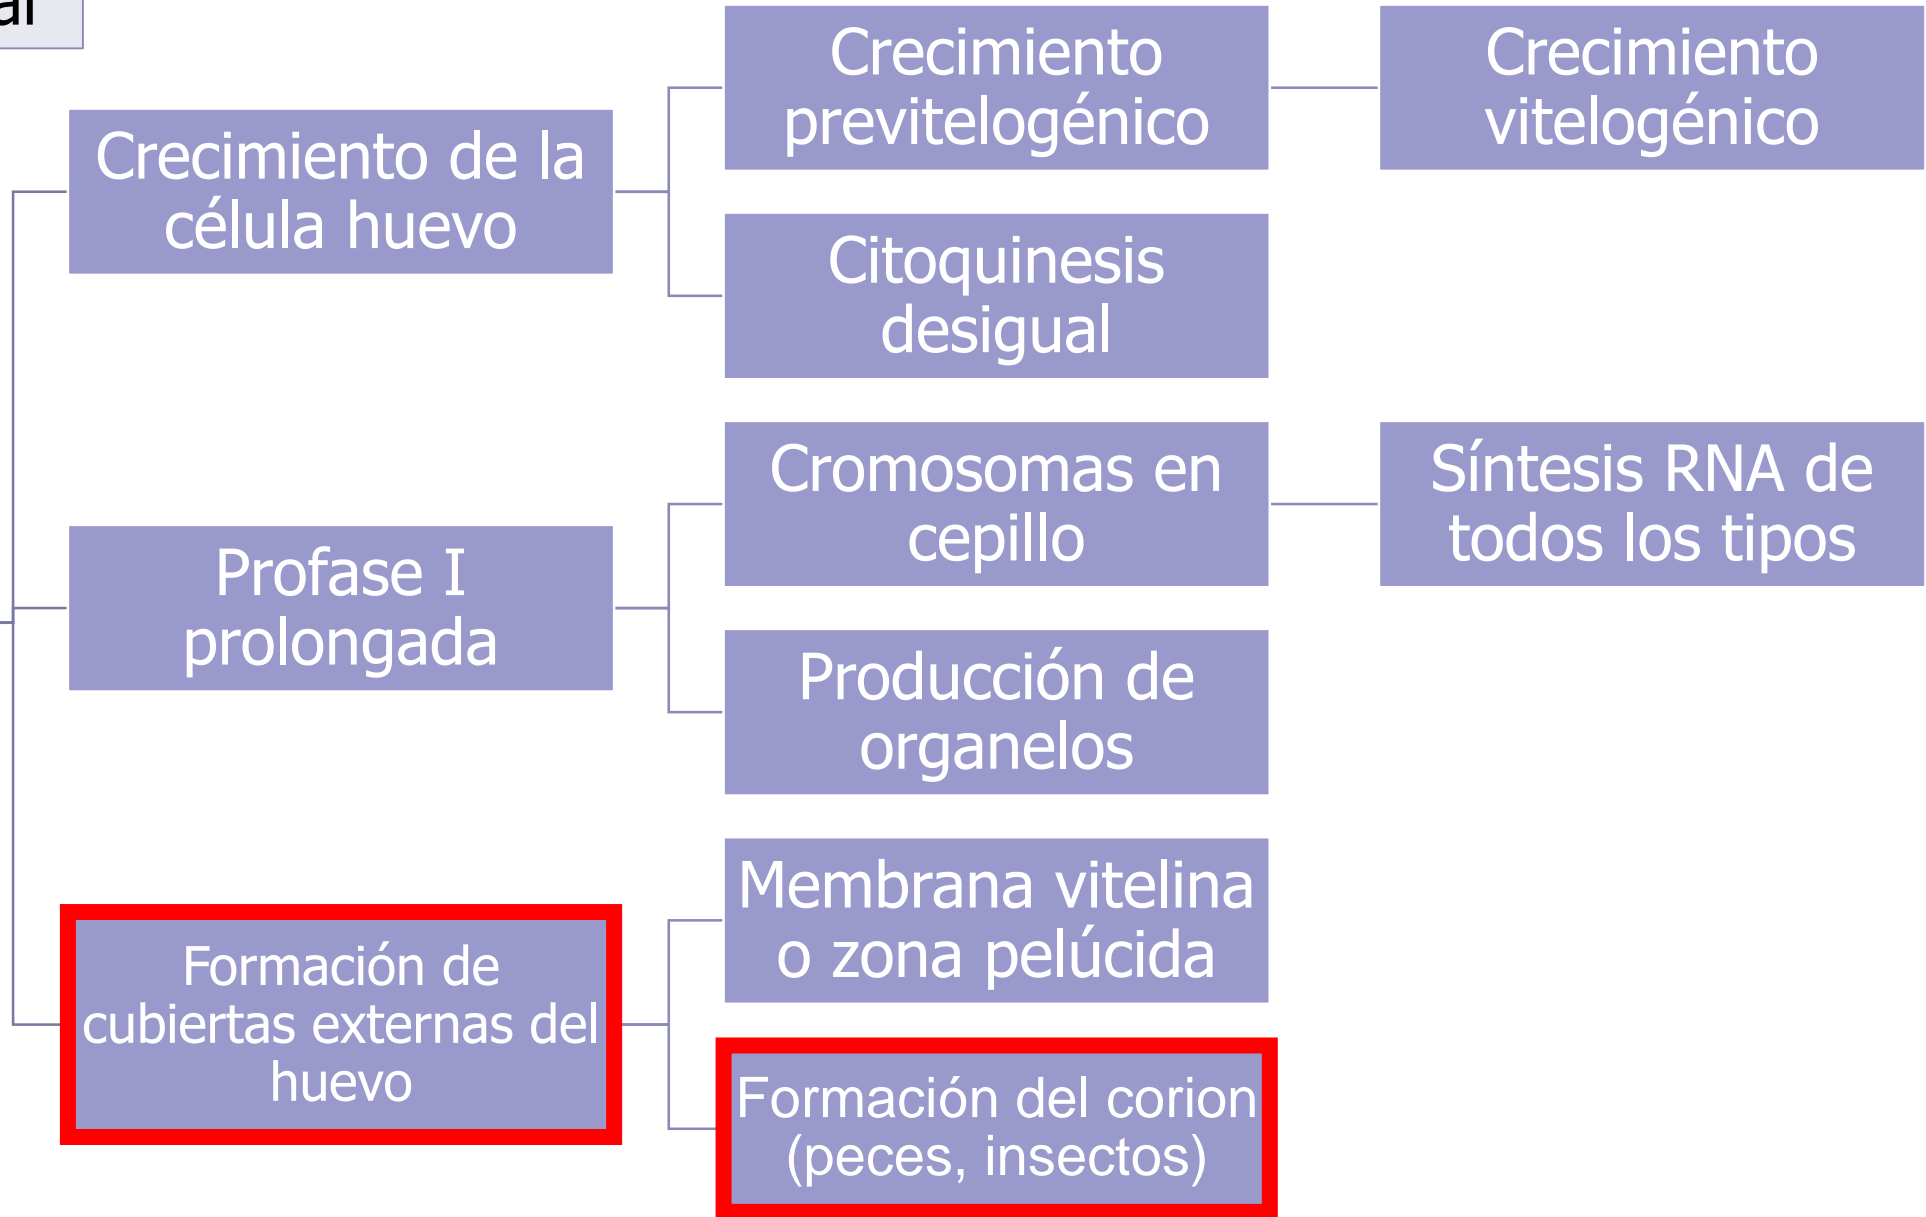 Crecimiento
previtelogénico
Crecimiento
vitelogénico
Crecimiento de la
célula huevo
Citoquinesis
desigual
Cromosomas en
cepillo
Síntesis RNA de
todos los tipos
Profase I
prolongada
Producción de
organelos
Membrana vitelina
o zona pelúcida
Formación de
cubiertas externas del
huevo
Formación del corion
(peces, insectos)